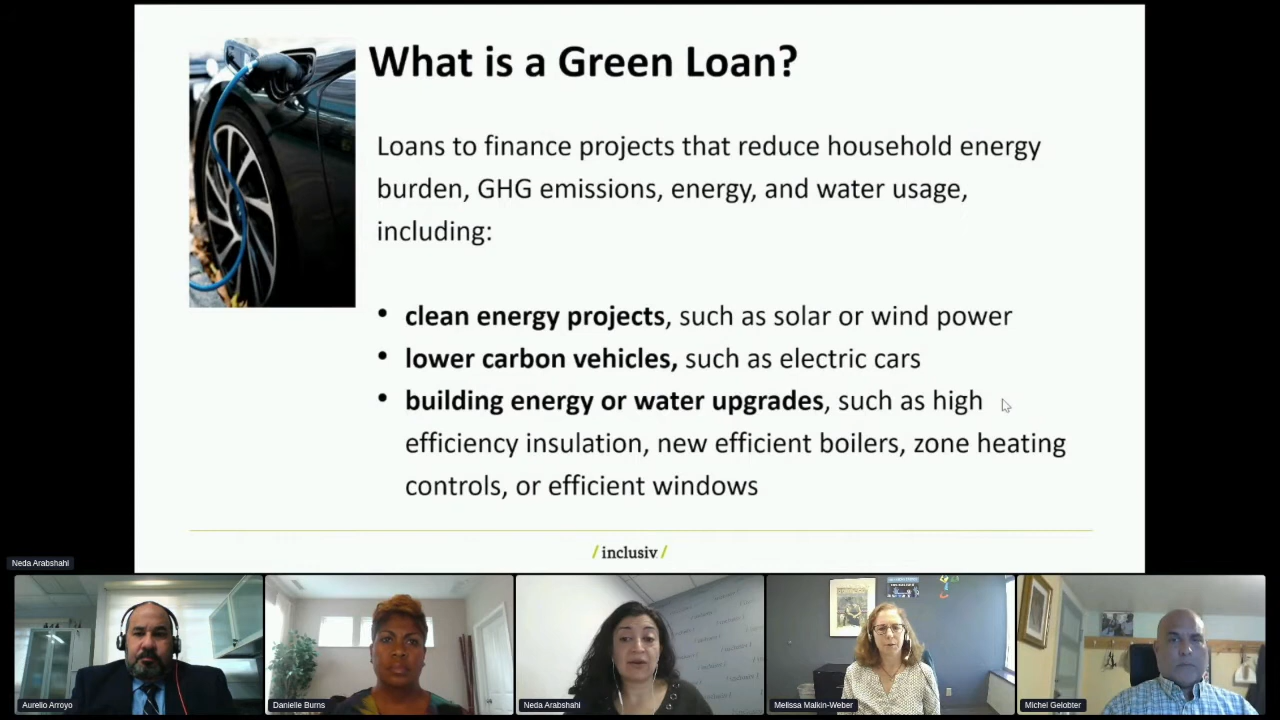 What is a Green Loan?
Loans to finance projects that reduce household energy
burden, GHG emissions, energy, and water usage,
including:
• clean energy projects, such as solar or wind power
• lower carbon vehicles, such as electric cars
• building energy or water upgrades, such as high
efficiency insulation, new efficient boilers, zone heating
controls, or efficient windows
/ inclusiv /
Neda Arabshahi
Aurelio Arroyo
Danielle Burns
Neda Arabshahi
Melissa Malkin-Weber
Michel Gelobter